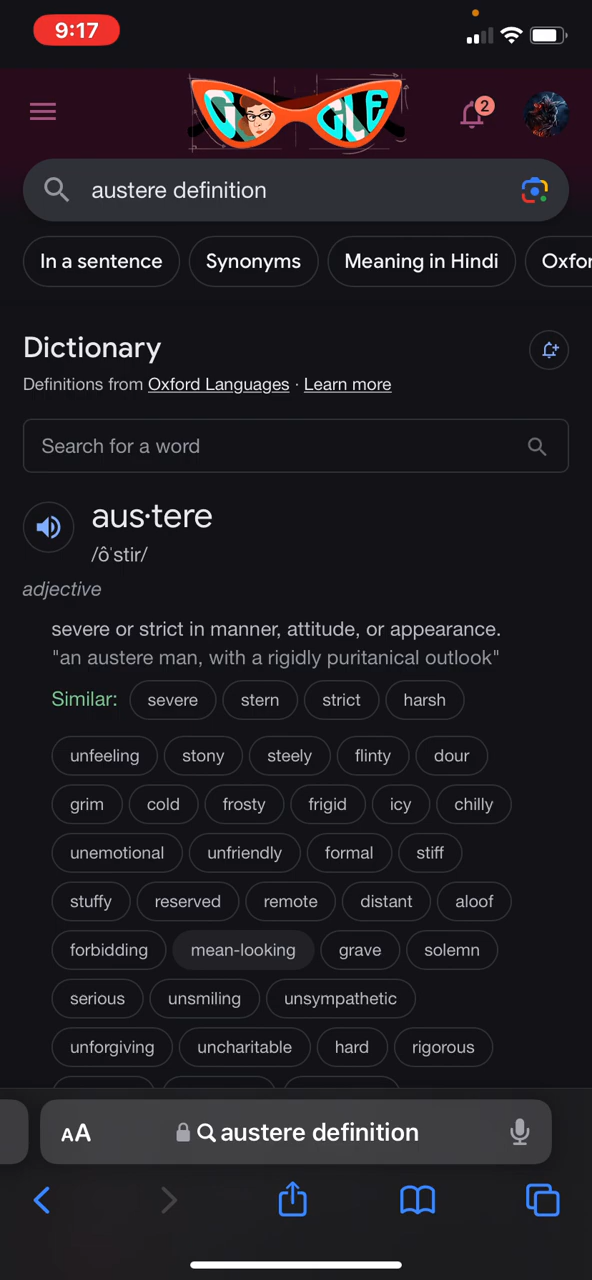 9:17
GOGLE
2
austere definition
In a sentence Synonyms Meaning in Hindi Oxfor
Dictionary
Definitions from Oxford Languages · Learn more
Search for a word
aus·tere
/ôˈstir/
adjective
severe or strict in manner, attitude, or appearance.
"an austere man, with a rigidly puritanical outlook"
Similar: severe stern strict harsh
unfeeling stony steely flinty dour
grim cold frosty frigid icy chilly
unemotional unfriendly formal stiff
stuffy reserved remote distant aloof
forbidding mean-looking grave solemn
serious unsmiling unsympathetic
unforgiving uncharitable hard rigorous
AA austere definition